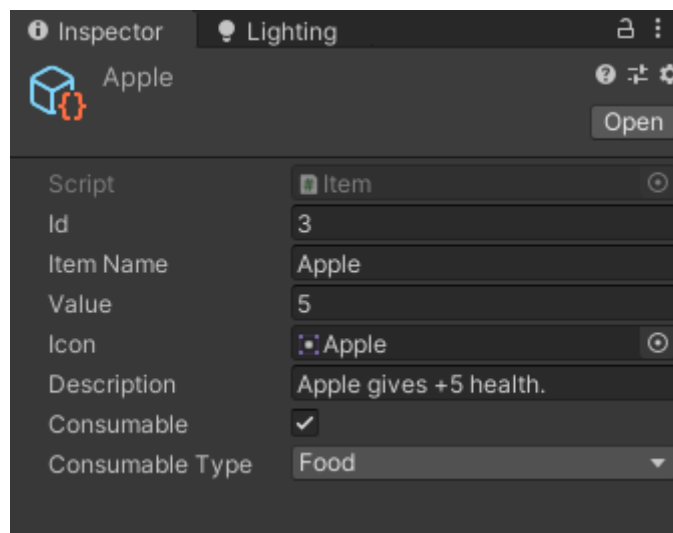 Inspector Lighting
Apple
Open
Script Item
Id 3
Item Name Apple
Value 5
Icon Apple
Description Apple gives +5 health.
Consumable
Consumable Type Food